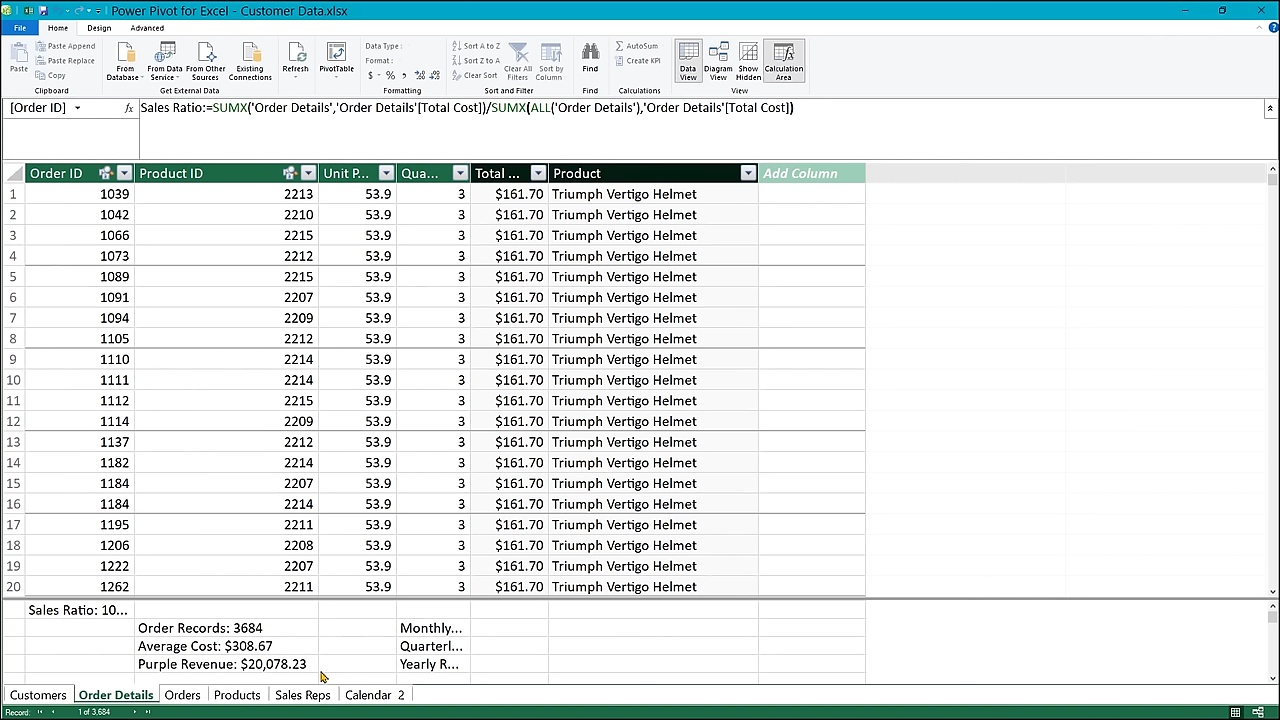 Power Pivot for Excel - Customer Data.xlsx
File Home Design Advanced
Paste
Paste Append
Paste Replace
Copy
Clipboard
From Database
From Data Service
From Other Sources
Existing Connections
Get External Data
Refresh
PivotTable
Data Type :
Format :
$ % ,
Formatting
Sort A to Z
Sort Z to A
Clear Sort
Clear All Filters
Sort by Column
Sort and Filter
Find
Find
AutoSum
Create KPI
Calculations
Data View
Diagram View
Show Hidden
Calculation Area
View
[Order ID] fx Sales Ratio:=SUMX('Order Details','Order Details'[Total Cost])/SUMX(ALL('Order Details'),'Order Details'[Total Cost])
Order ID Product ID Unit P... Qua... Total ... Product Add Column
1 1039 2213 53.9 3 $161.70 Triumph Vertigo Helmet
2 1042 2210 53.9 3 $161.70 Triumph Vertigo Helmet
3 1066 2215 53.9 3 $161.70 Triumph Vertigo Helmet
4 1073 2212 53.9 3 $161.70 Triumph Vertigo Helmet
5 1089 2215 53.9 3 $161.70 Triumph Vertigo Helmet
6 1091 2207 53.9 3 $161.70 Triumph Vertigo Helmet
7 1094 2209 53.9 3 $161.70 Triumph Vertigo Helmet
8 1105 2212 53.9 3 $161.70 Triumph Vertigo Helmet
9 1110 2214 53.9 3 $161.70 Triumph Vertigo Helmet
10 1111 2214 53.9 3 $161.70 Triumph Vertigo Helmet
11 1112 2215 53.9 3 $161.70 Triumph Vertigo Helmet
12 1114 2209 53.9 3 $161.70 Triumph Vertigo Helmet
13 1137 2212 53.9 3 $161.70 Triumph Vertigo Helmet
14 1182 2214 53.9 3 $161.70 Triumph Vertigo Helmet
15 1184 2207 53.9 3 $161.70 Triumph Vertigo Helmet
16 1184 2214 53.9 3 $161.70 Triumph Vertigo Helmet
17 1195 2211 53.9 3 $161.70 Triumph Vertigo Helmet
18 1206 2208 53.9 3 $161.70 Triumph Vertigo Helmet
19 1222 2207 53.9 3 $161.70 Triumph Vertigo Helmet
20 1262 2211 53.9 3 $161.70 Triumph Vertigo Helmet
Sales Ratio: 10...
Order Records: 3684 Monthly...
Average Cost: $308.67 Quarterl...
Purple Revenue: $20,078.23 Yearly R...
Customers Order Details Orders Products Sales Reps Calendar 2
Record: 1 of 3,684